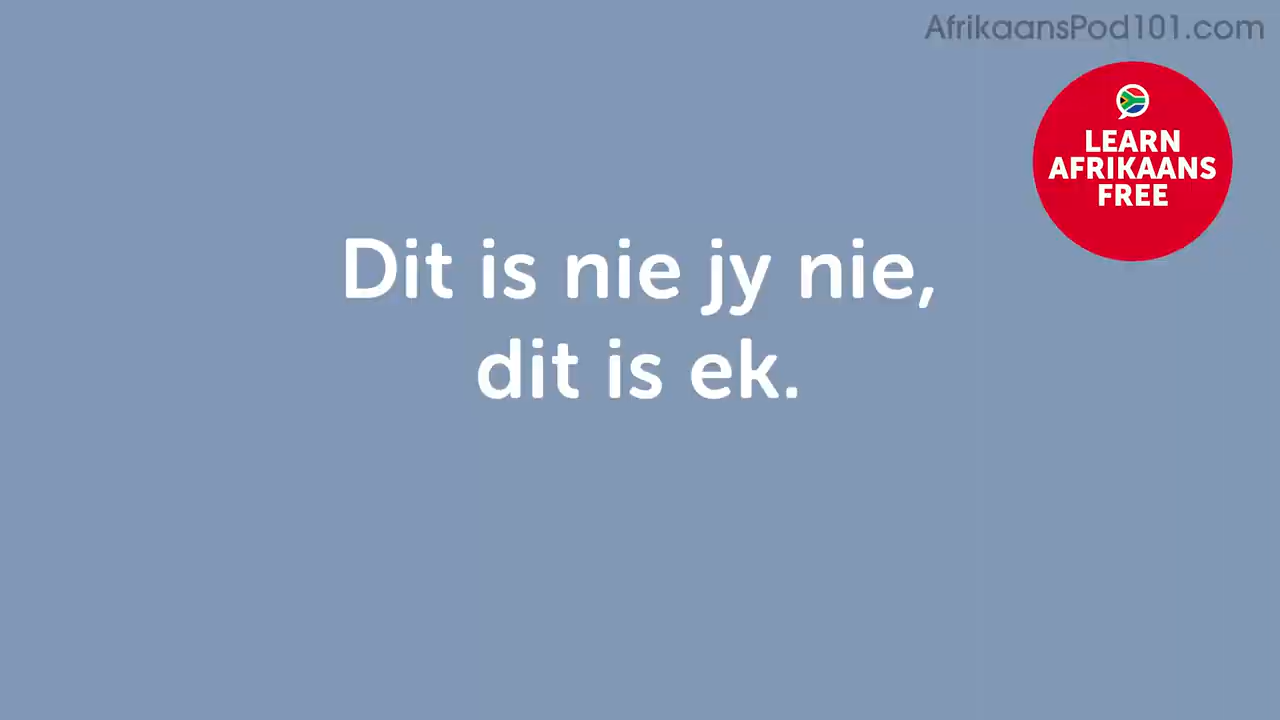 AfrikaansPod101.com
LEARN
AFRIKAANS
FREE
Dit is nie jy nie,
dit is ek.